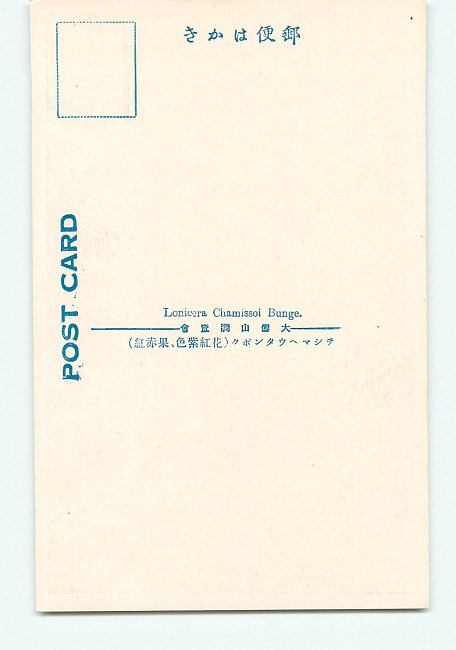 郵便はかき
POST CARD
Lonicera Chamissoi Bunge.
大雪山調査會
チシマヘウタンボク(花紅紫色、果赤紅)